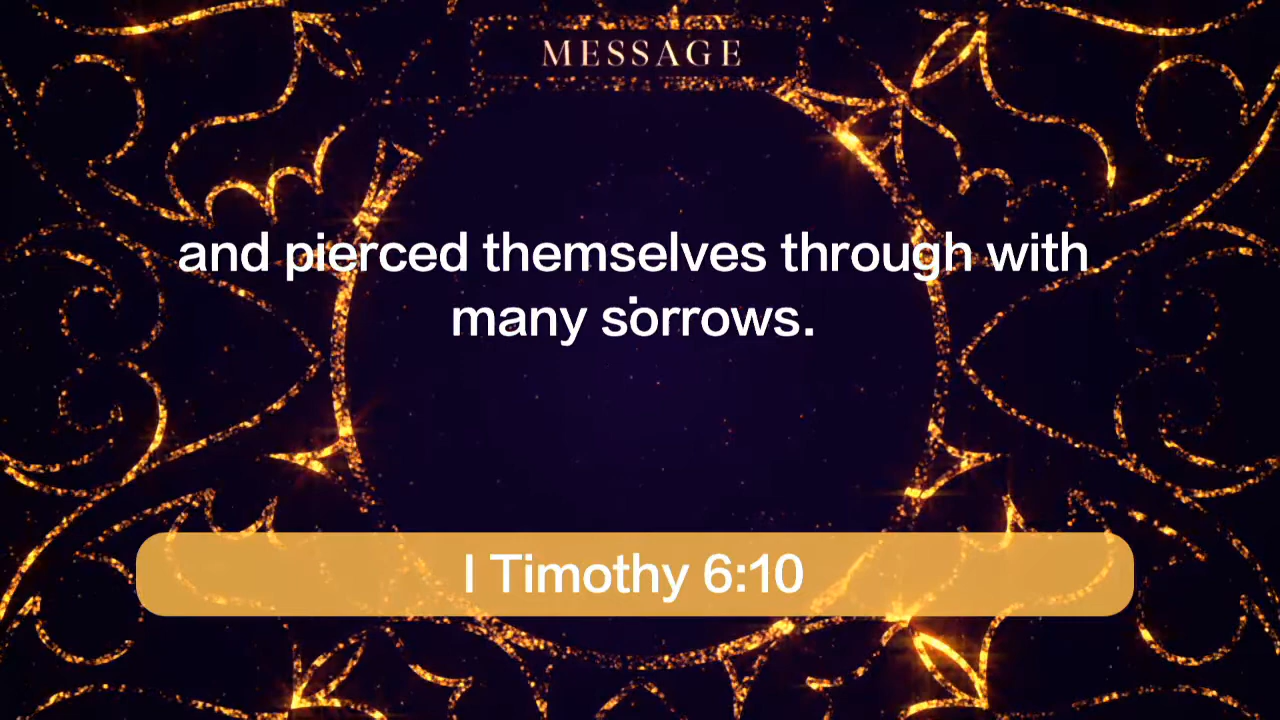 MESSAGE
and pierced themselves through with
many sorrows.
I Timothy 6:10